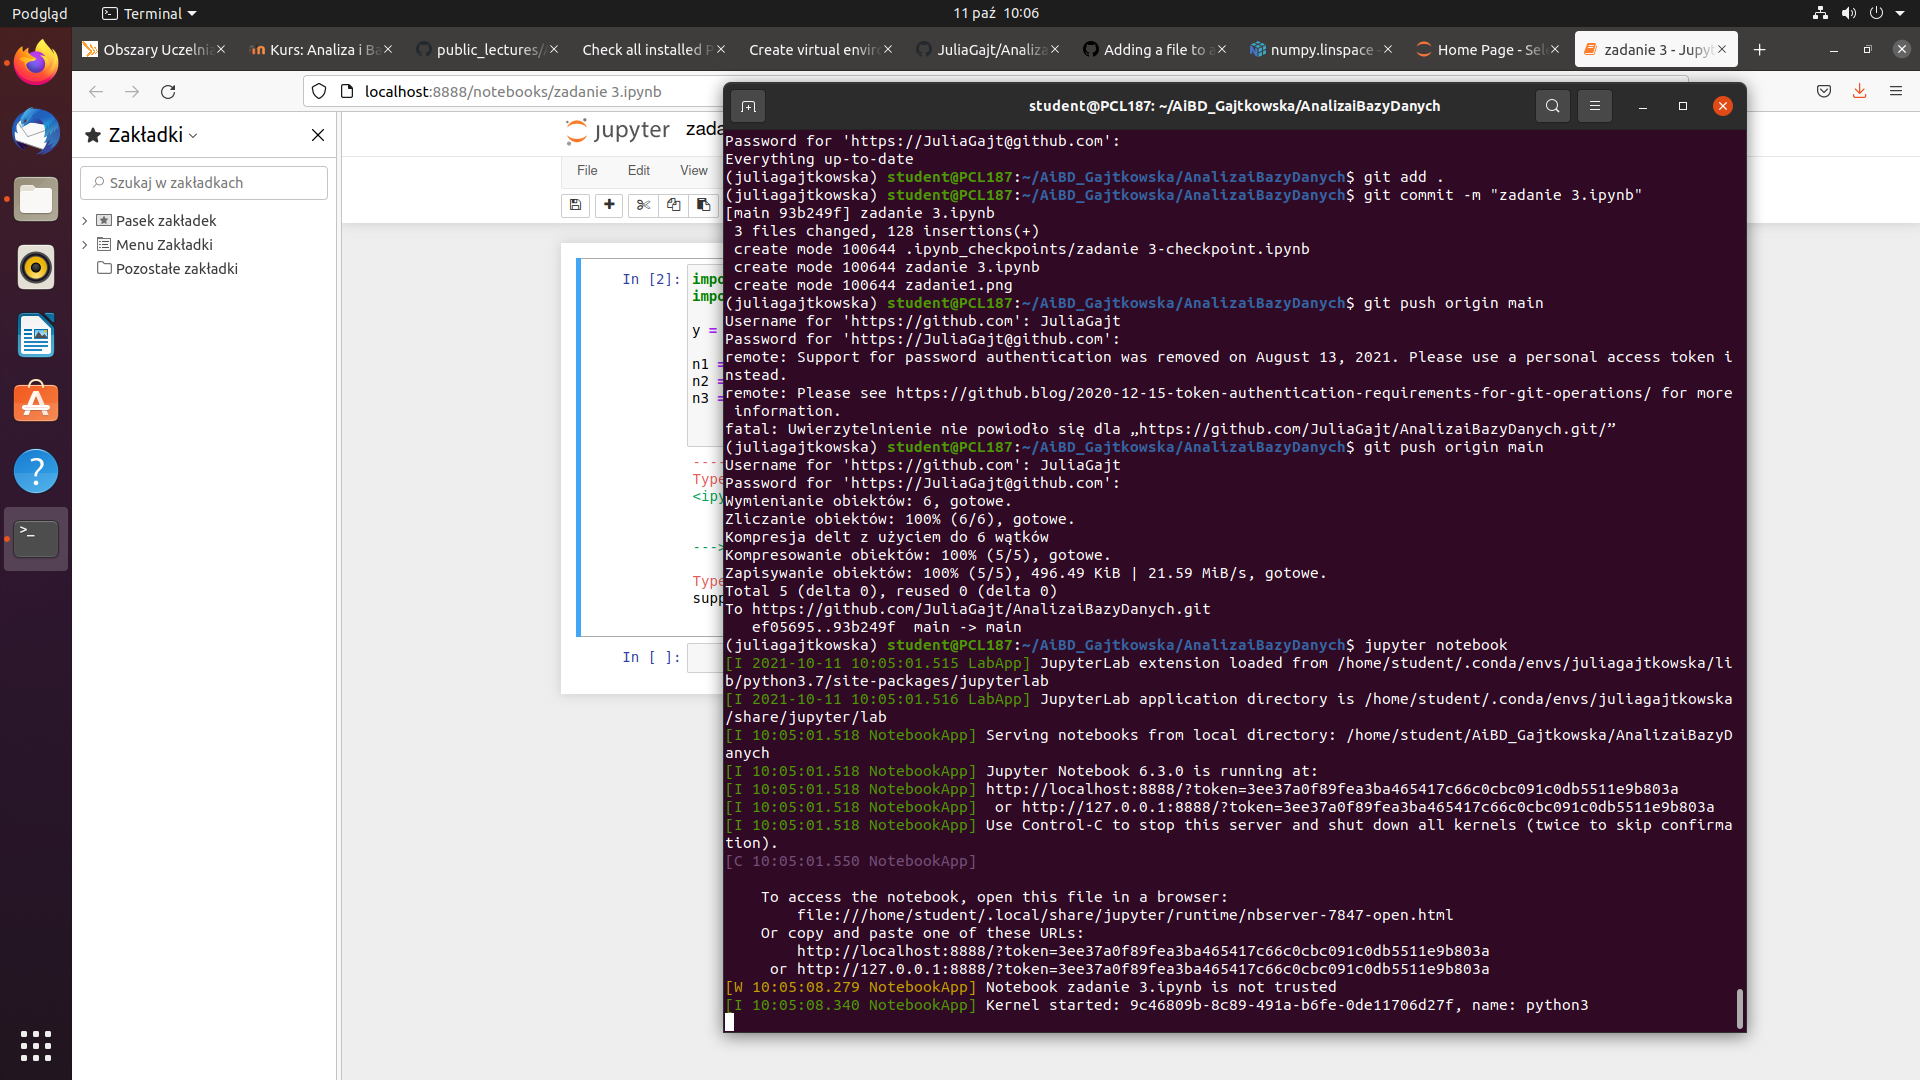 Podgląd
Terminal
11 paź 10:06
Obszary Uczelnia
Kurs: Analiza i Ba
public_lectures/
Check all installed P
Create virtual enviro
JuliaGajt/Analiza
Adding a file to a
numpy.linspace
Home Page - Sele
zadanie 3 - Jupyt
localhost:8888/notebooks/zadanie 3.ipynb
Zakładki
Szukaj w zakładkach
Pasek zakładek
Menu Zakładki
Pozostałe zakładki
jupyter zada
File Edit View
In [2]: impo
impo
y =
n1 =
n2 =
n3 =
----
Type
<ipy
--->
Type
supp
In [ ]:
student@PCL187: ~/AiBD_Gajtkowska/AnalizaiBazyDanych
Password for 'https://JuliaGajt@github.com':
Everything up-to-date
(juliagajtkowska) student@PCL187:~/AiBD_Gajtkowska/AnalizaiBazyDanych$ git add .
(juliagajtkowska) student@PCL187:~/AiBD_Gajtkowska/AnalizaiBazyDanych$ git commit -m "zadanie 3.ipynb"
[main 93b249f] zadanie 3.ipynb
3 files changed, 128 insertions(+)
create mode 100644 .ipynb_checkpoints/zadanie 3-checkpoint.ipynb
create mode 100644 zadanie 3.ipynb
create mode 100644 zadanie1.png
(juliagajtkowska) student@PCL187:~/AiBD_Gajtkowska/AnalizaiBazyDanych$ git push origin main
Username for 'https://github.com': JuliaGajt
Password for 'https://JuliaGajt@github.com':
remote: Support for password authentication was removed on August 13, 2021. Please use a personal access token i
nstead.
remote: Please see https://github.blog/2020-12-15-token-authentication-requirements-for-git-operations/ for more
information.
fatal: Uwierzytelnienie nie powiodło się dla „https://github.com/JuliaGajt/AnalizaiBazyDanych.git/”
(juliagajtkowska) student@PCL187:~/AiBD_Gajtkowska/AnalizaiBazyDanych$ git push origin main
Username for 'https://github.com': JuliaGajt
Password for 'https://JuliaGajt@github.com':
Wymienianie obiektów: 6, gotowe.
Zliczanie obiektów: 100% (6/6), gotowe.
Kompresja delt z użyciem do 6 wątków
Kompresowanie obiektów: 100% (5/5), gotowe.
Zapisywanie obiektów: 100% (5/5), 496.49 KiB | 21.59 MiB/s, gotowe.
Total 5 (delta 0), reused 0 (delta 0)
To https://github.com/JuliaGajt/AnalizaiBazyDanych.git
ef05695..93b249f main -> main
(juliagajtkowska) student@PCL187:~/AiBD_Gajtkowska/AnalizaiBazyDanych$ jupyter notebook
[I 2021-10-11 10:05:01.515 LabApp] JupyterLab extension loaded from /home/student/.conda/envs/juliagajtkowska/li
b/python3.7/site-packages/jupyterlab
[I 2021-10-11 10:05:01.516 LabApp] JupyterLab application directory is /home/student/.conda/envs/juliagajtkowska
/share/jupyter/lab
[I 10:05:01.518 NotebookApp] Serving notebooks from local directory: /home/student/AiBD_Gajtkowska/AnalizaiBazyD
anych
[I 10:05:01.518 NotebookApp] Jupyter Notebook 6.3.0 is running at:
[I 10:05:01.518 NotebookApp] http://localhost:8888/?token=3ee37a0f89fea3ba465417c66c0cbc091c0db5511e9b803a
[I 10:05:01.518 NotebookApp] or http://127.0.0.1:8888/?token=3ee37a0f89fea3ba465417c66c0cbc091c0db5511e9b803a
[I 10:05:01.518 NotebookApp] Use Control-C to stop this server and shut down all kernels (twice to skip confirma
tion).
[C 10:05:01.550 NotebookApp]
To access the notebook, open this file in a browser:
file:///home/student/.local/share/jupyter/runtime/nbserver-7847-open.html
Or copy and paste one of these URLs:
http://localhost:8888/?token=3ee37a0f89fea3ba465417c66c0cbc091c0db5511e9b803a
or http://127.0.0.1:8888/?token=3ee37a0f89fea3ba465417c66c0cbc091c0db5511e9b803a
[W 10:05:08.279 NotebookApp] Notebook zadanie 3.ipynb is not trusted
[I 10:05:08.340 NotebookApp] Kernel started: 9c46809b-8c89-491a-b6fe-0de11706d27f, name: python3